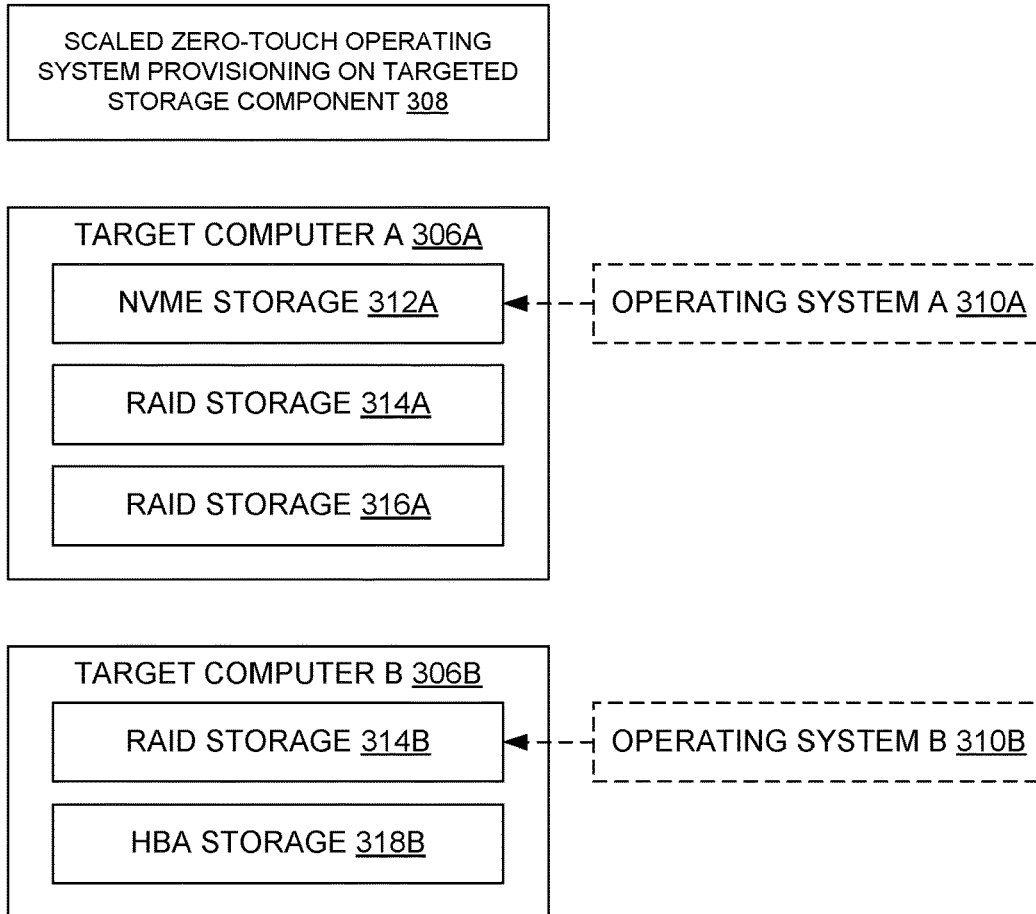 SCALED ZERO-TOUCH OPERATING
SYSTEM PROVISIONING ON TARGETED
STORAGE COMPONENT 308
TARGET COMPUTER A 306A
NVME STORAGE 312A
OPERATING SYSTEM A 310A
RAID STORAGE 314A
RAID STORAGE 316A
TARGET COMPUTER B 306B
RAID STORAGE 314B
OPERATING SYSTEM B 310B
HBA STORAGE 318B